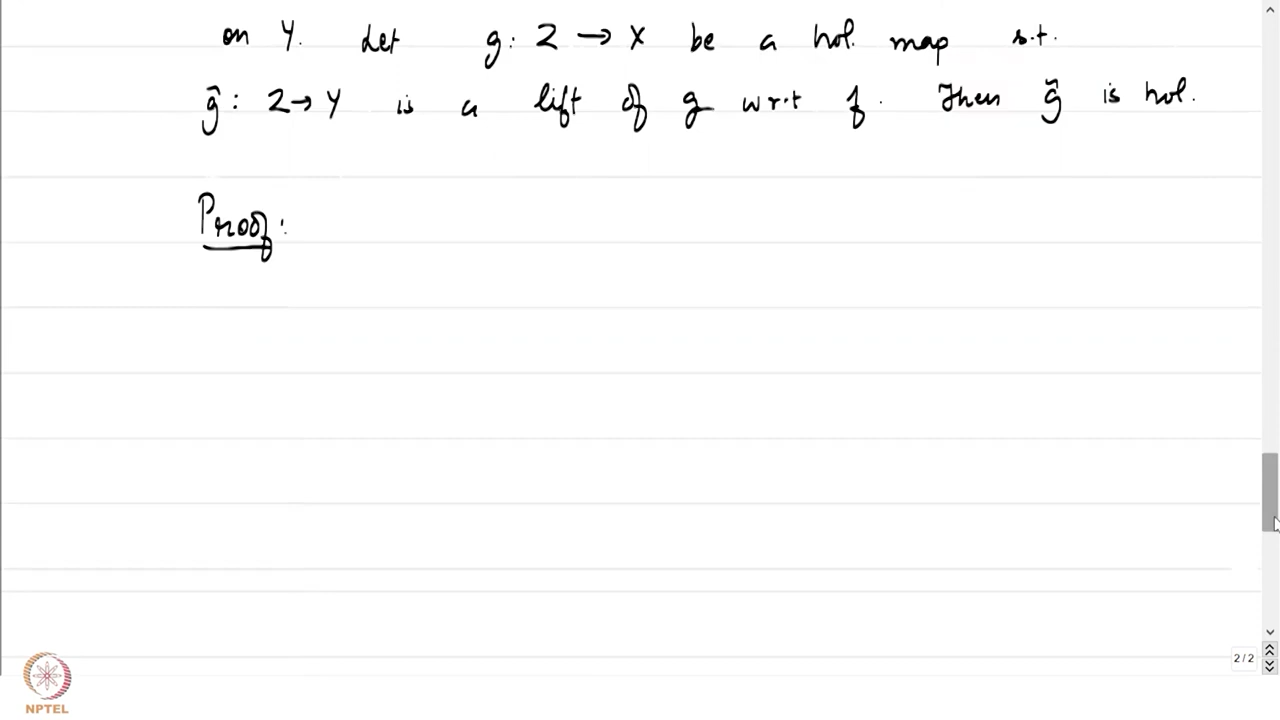 on Y. Let g: Z → X be a hol. map s.t.
g̃: Z → Y is a lift of g w.r.t f. Then g̃ is hol.
Proof:
2 / 2
NPTEL